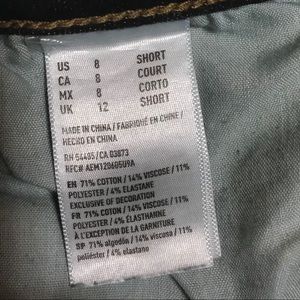 US 8 SHORT
CA 8 COURT
MX 8 CORTO
UK 12 SHORT
MADE IN CHINA / FABRIQUÉ EN CHINE /
HECHO EN CHINA
RN 54485/CA 03873
REF# AEM120605U9A
EN 71% COTTON / 14% VISCOSE / 11%
POLYESTER / 4% ELASTANE
EXCLUSIVE OF DECORATION
FR 71% COTON / 14% VISCOSE / 11%
POLYESTER / 4% ÉLASTHANNE
À L'EXCEPTION DE LA GARNITURE
SP 71% algodón / 14% viscosa / 11%
poliéster / 4% elastano